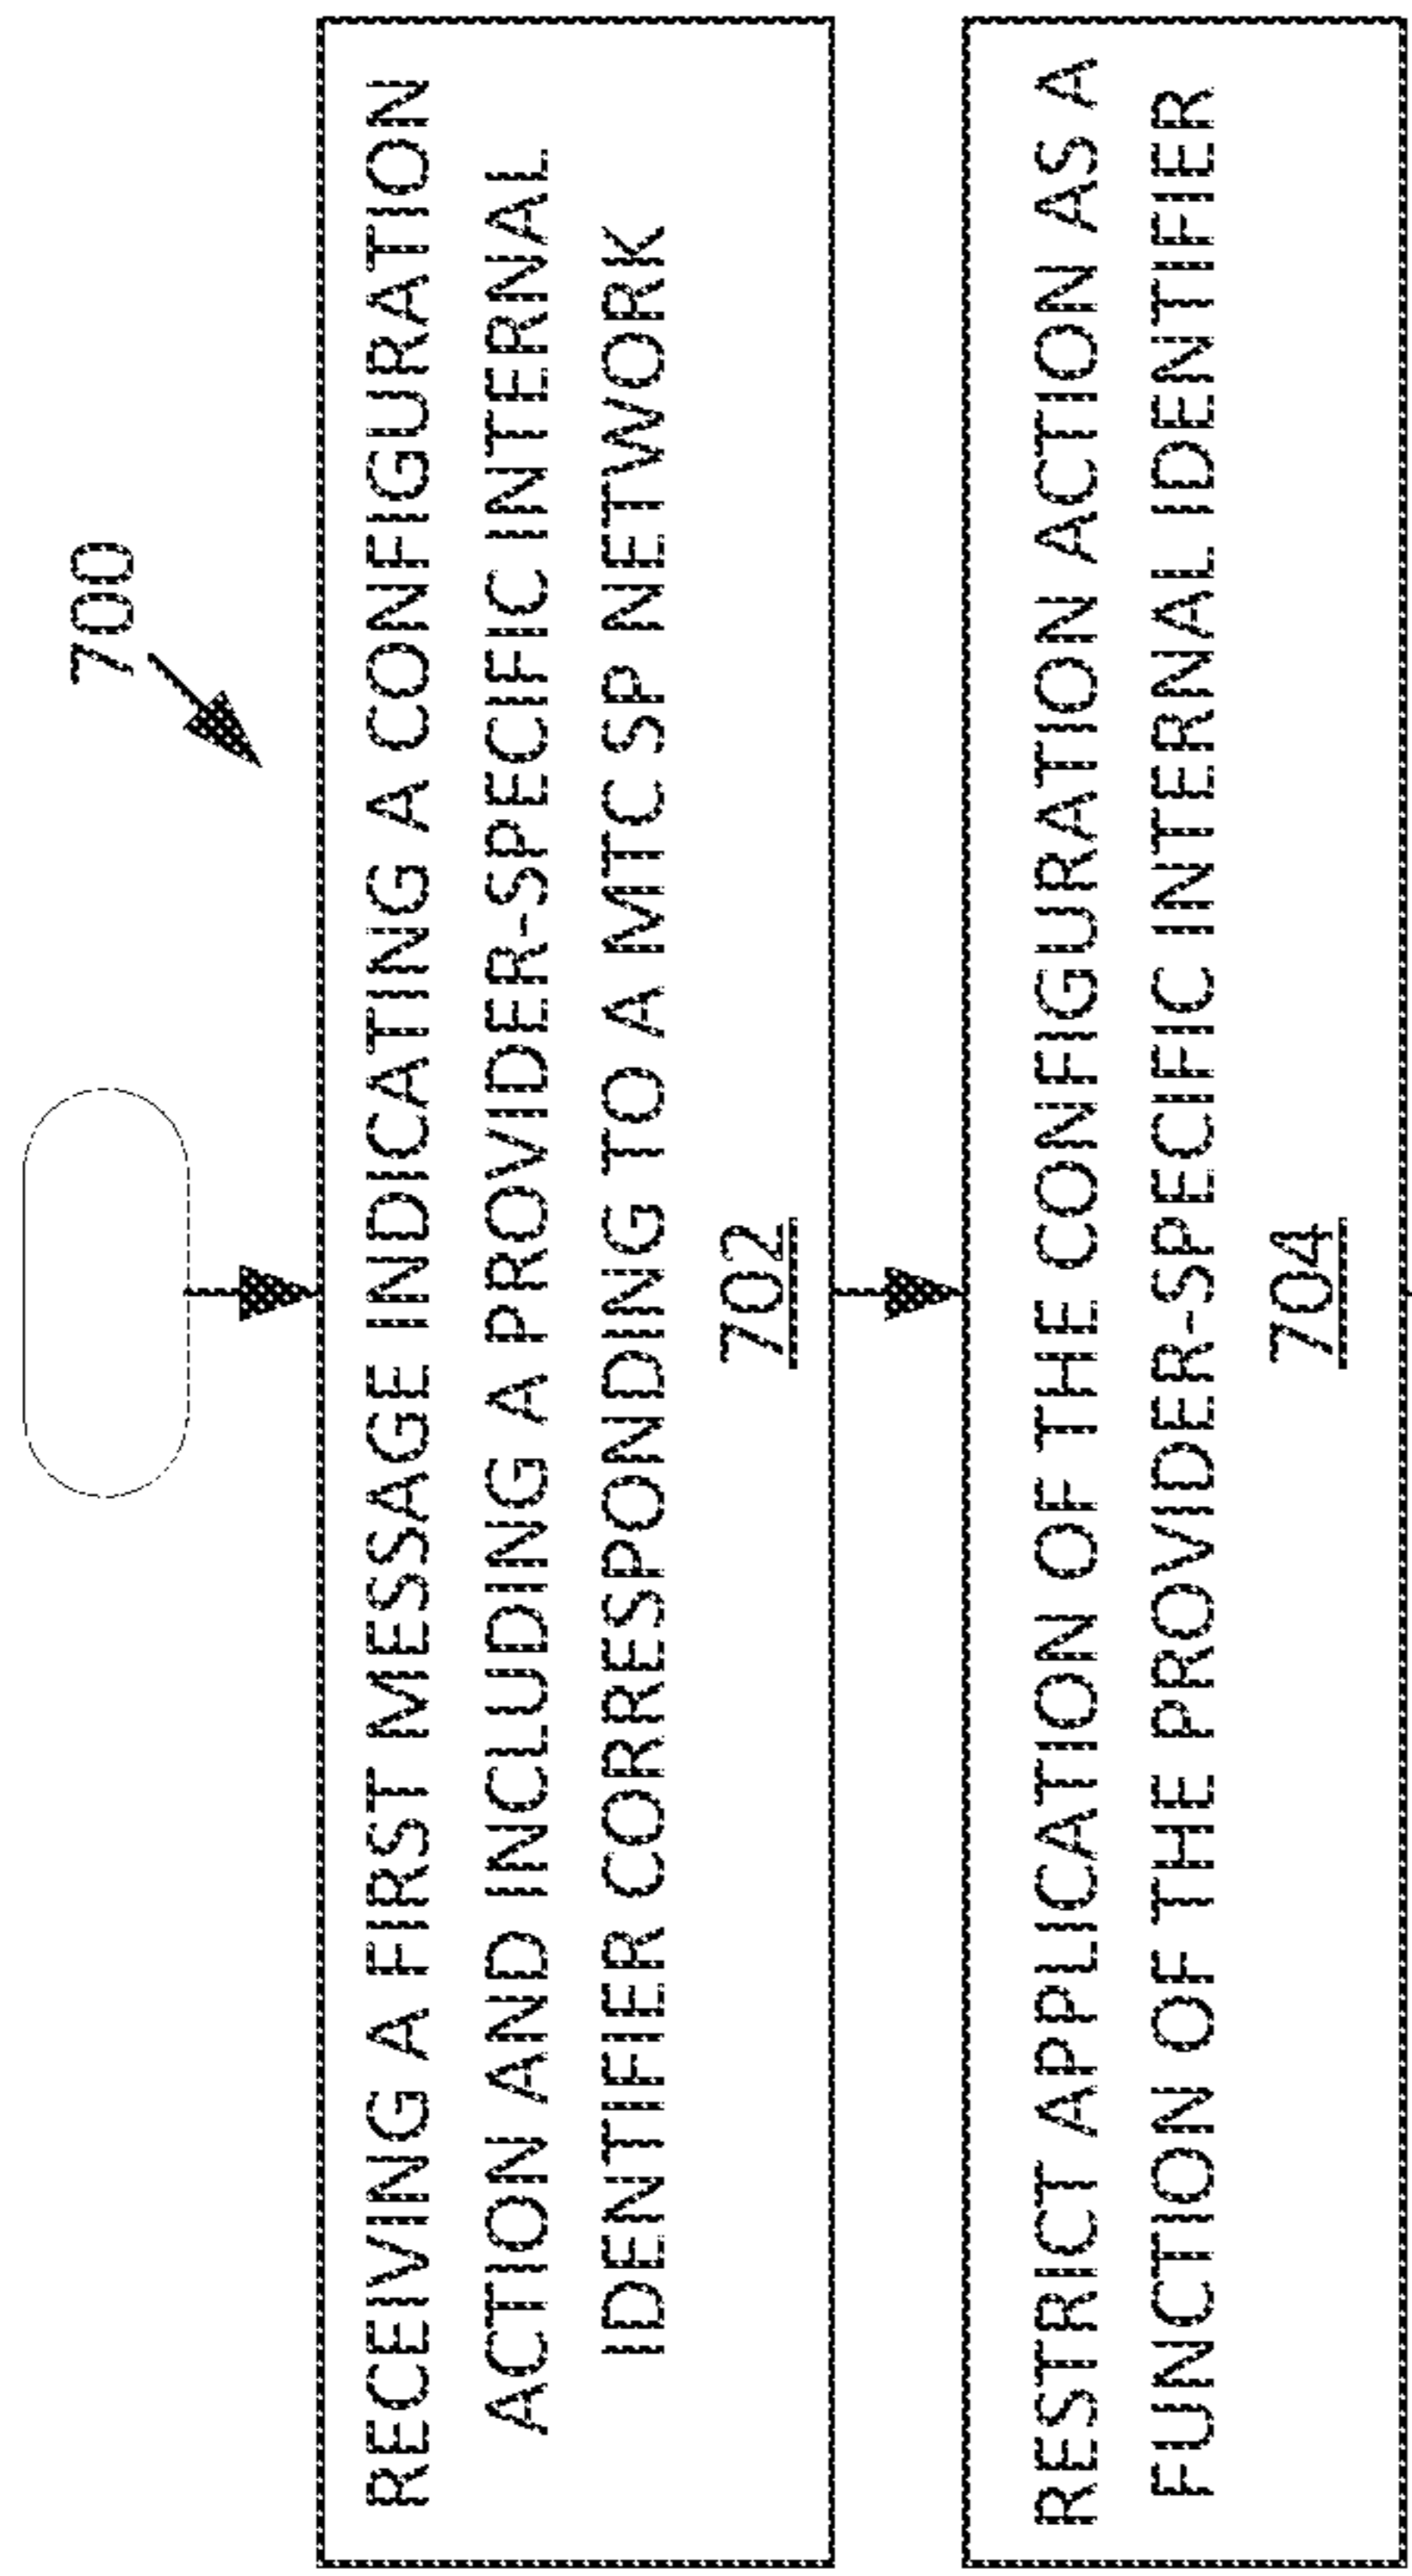 700
RECEIVING A FIRST MESSAGE INDICATING A CONFIGURATION
ACTION AND INCLUDING A PROVIDER-SPECIFIC INTERNAL
IDENTIFIER CORRESPONDING TO A MTC SP NETWORK
702
RESTRICT APPLICATION OF THE CONFIGURATION ACTION AS A
FUNCTION OF THE PROVIDER-SPECIFIC INTERNAL IDENTIFIER
704